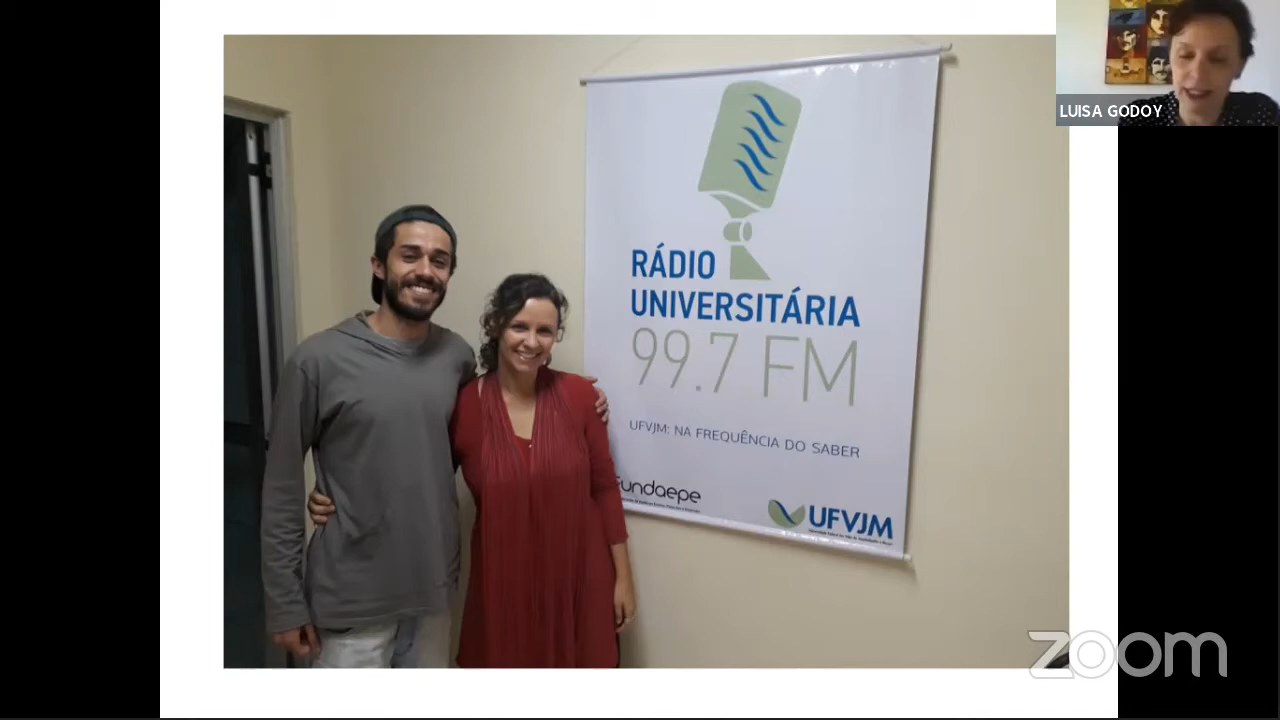 LUISA GODOY
RÁDIO
UNIVERSITÁRIA
99.7 FM
UFVJM: NA FREQUÊNCIA DO SABER
fundaepe
UFVJM
zoom